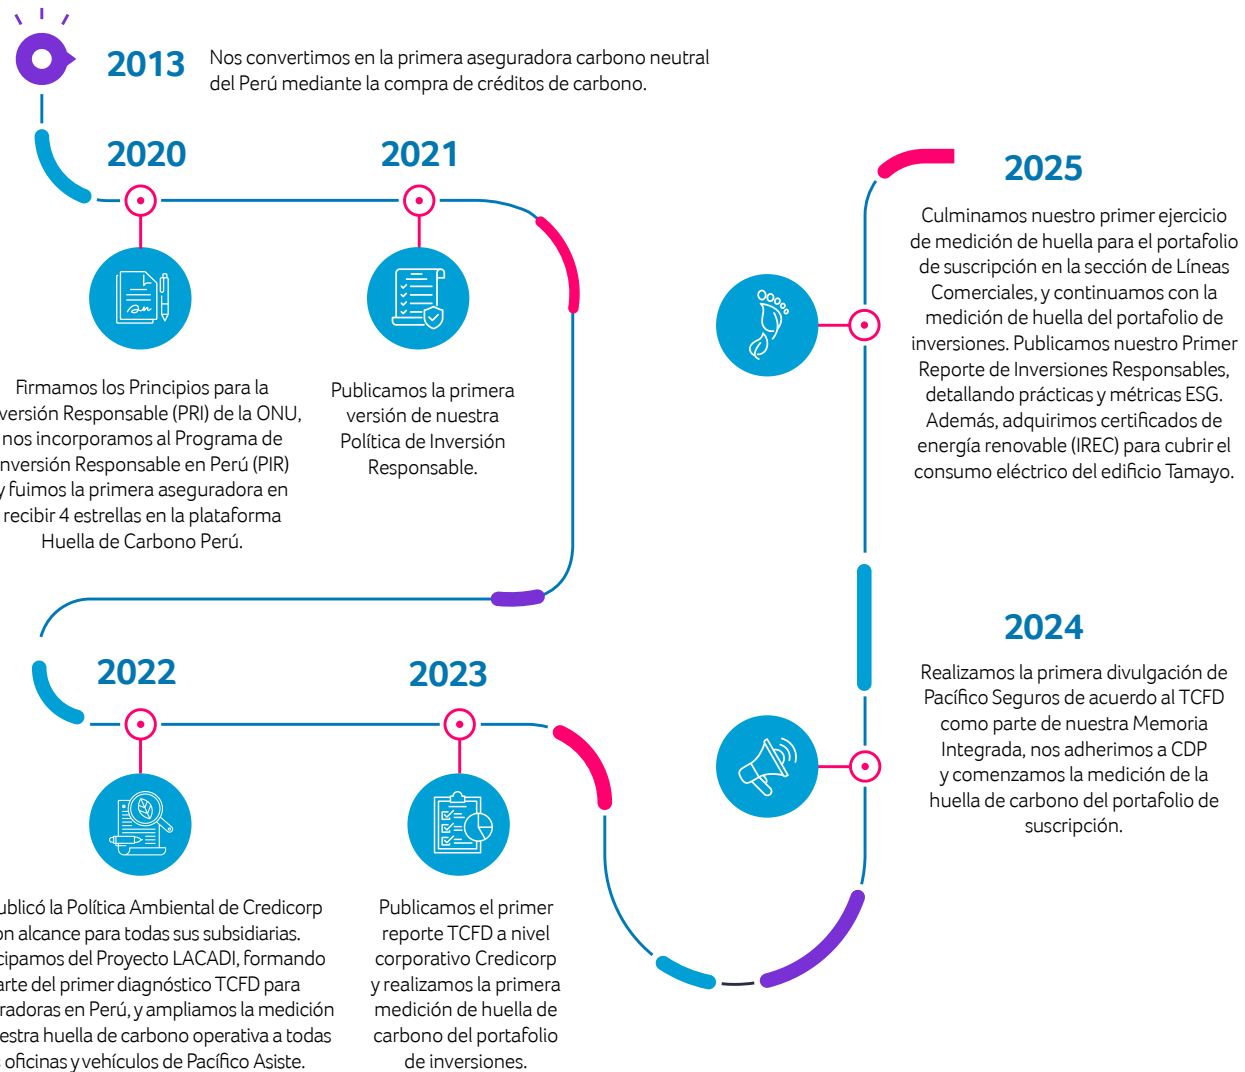 2013
Nos convertimos en la primera aseguradora carbono neutral
del Perú mediante la compra de créditos de carbono.
2020
Firmamos los Principios para la
versión Responsable (PRI) de la ONU,
nos incorporamos al Programa de
nversión Responsable en Perú (PIR)
y fuimos la primera aseguradora en
recibir 4 estrellas en la plataforma
Huella de Carbono Perú.
2021
Publicamos la primera
versión de nuestra
Política de Inversión
Responsable.
2022
ublicó la Política Ambiental de Credicorp
on alcance para todas sus subsidiarias.
cipamos del Proyecto LACADI, formando
arte del primer diagnóstico TCFD para
radoras en Perú, y ampliamos la medición
estra huella de carbono operativa a todas
s oficinas y vehículos de Pacífico Asiste.
2023
Publicamos el primer
reporte TCFD a nivel
corporativo Credicorp
y realizamos la primera
medición de huella de
carbono del portafolio
de inversiones.
2024
Realizamos la primera divulgación de
Pacífico Seguros de acuerdo al TCFD
como parte de nuestra Memoria
Integrada, nos adherimos a CDP
y comenzamos la medición de la
huella de carbono del portafolio de
suscripción.
2025
Culminamos nuestro primer ejercicio
de medición de huella para el portafolio
de suscripción en la sección de Líneas
Comerciales, y continuamos con la
medición de huella del portafolio de
inversiones. Publicamos nuestro Primer
Reporte de Inversiones Responsables,
detallando prácticas y métricas ESG.
Además, adquirimos certificados de
energía renovable (IREC) para cubrir el
consumo eléctrico del edificio Tamayo.